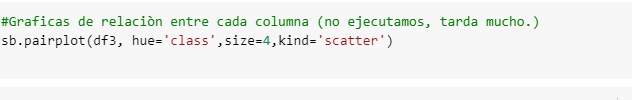 #Graficas de relaciòn entre cada columna (no ejecutamos, tarda mucho.)
sb.pairplot(df3, hue='class',size=4,kind='scatter')